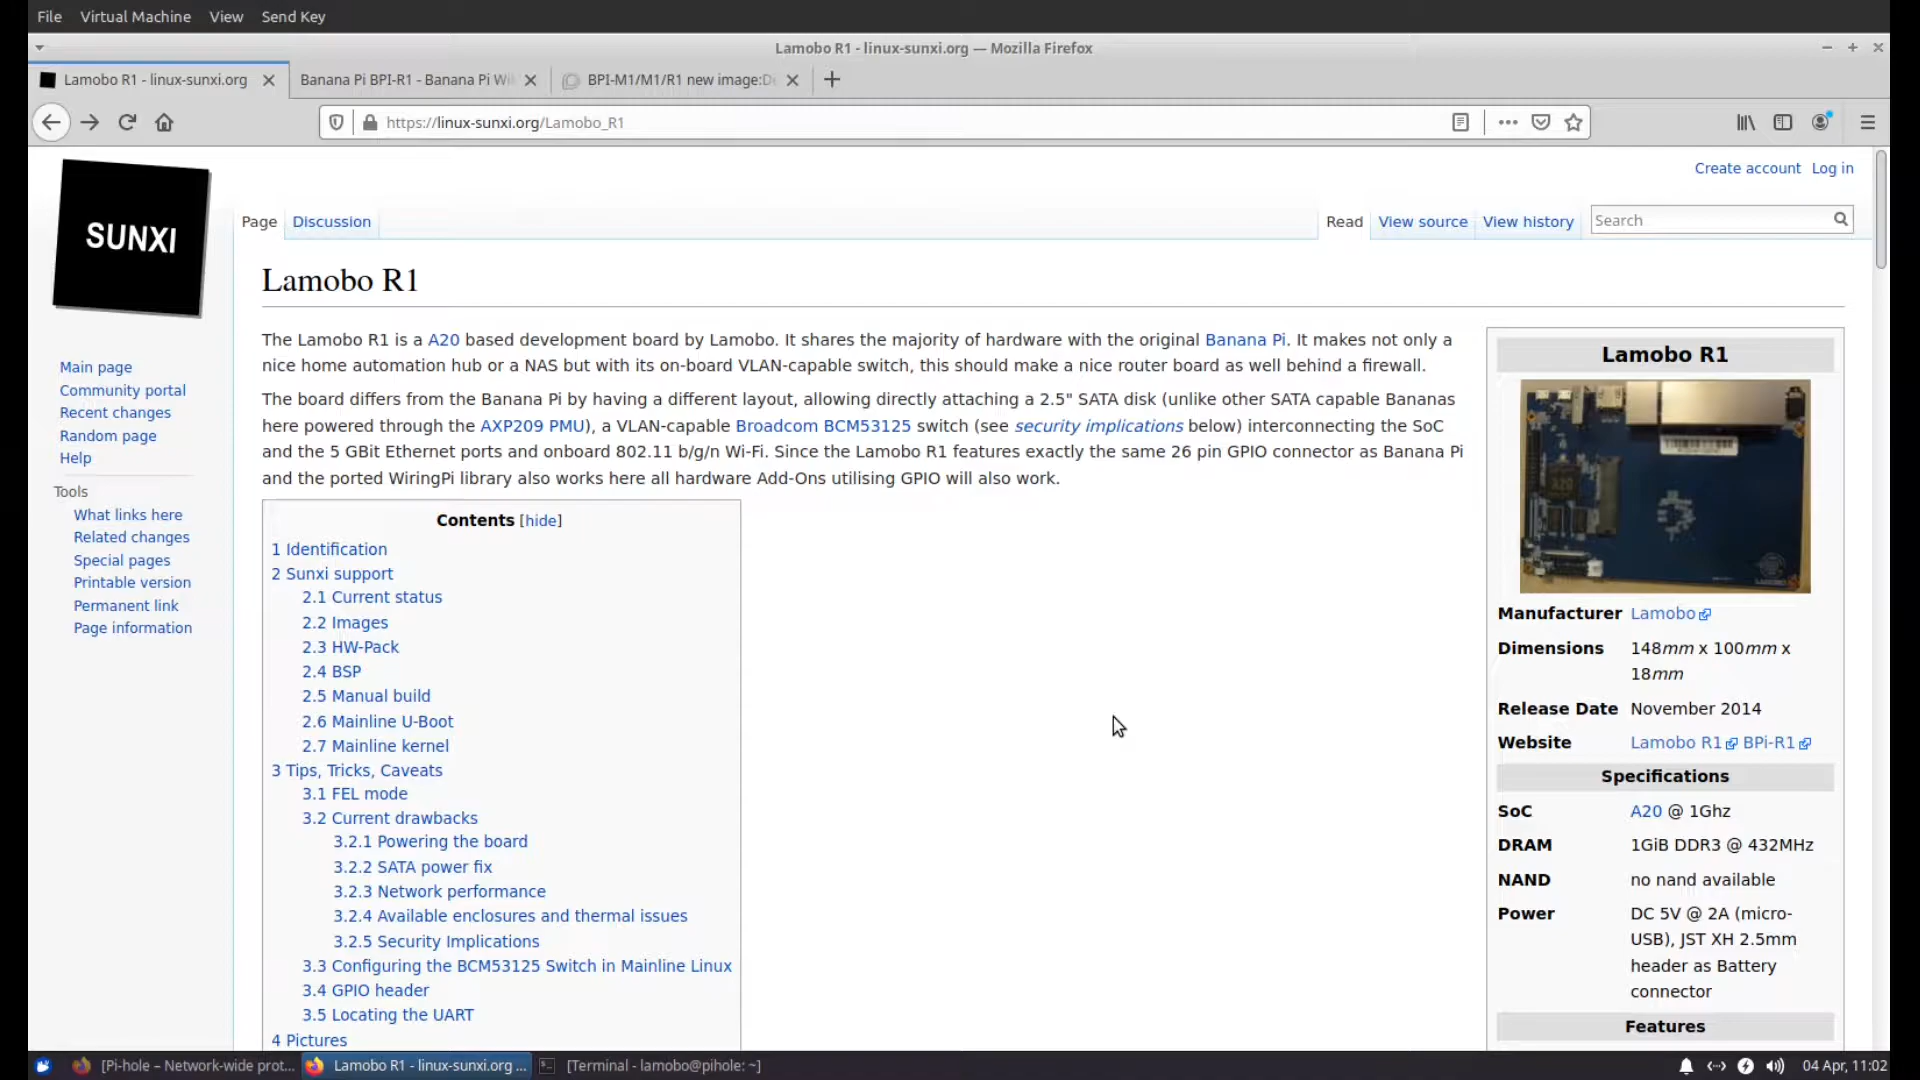 File Virtual Machine View Send Key
Lamobo R1 - linux-sunxi.org — Mozilla Firefox
Lamobo R1 - linux-sunxi.org
Banana Pi BPI-R1 - Banana Pi Wi
BPI-M1/M1/R1 new image:De
https://linux-sunxi.org/Lamobo_R1
Create account Log in
SUNXI
Page Discussion
Read View source View history Search
Lamobo R1
The Lamobo R1 is a A20 based development board by Lamobo. It shares the majority of hardware with the original Banana Pi. It makes not only a
nice home automation hub or a NAS but with its on-board VLAN-capable switch, this should make a nice router board as well behind a firewall.
The board differs from the Banana Pi by having a different layout, allowing directly attaching a 2.5" SATA disk (unlike other SATA capable Bananas
here powered through the AXP209 PMU), a VLAN-capable Broadcom BCM53125 switch (see security implications below) interconnecting the SoC
and the 5 GBit Ethernet ports and onboard 802.11 b/g/n Wi-Fi. Since the Lamobo R1 features exactly the same 26 pin GPIO connector as Banana Pi
and the ported WiringPi library also works here all hardware Add-Ons utilising GPIO will also work.
Main page
Community portal
Recent changes
Random page
Help
Tools
What links here
Related changes
Special pages
Printable version
Permanent link
Page information
Contents [hide]
1 Identification
2 Sunxi support
2.1 Current status
2.2 Images
2.3 HW-Pack
2.4 BSP
2.5 Manual build
2.6 Mainline U-Boot
2.7 Mainline kernel
3 Tips, Tricks, Caveats
3.1 FEL mode
3.2 Current drawbacks
3.2.1 Powering the board
3.2.2 SATA power fix
3.2.3 Network performance
3.2.4 Available enclosures and thermal issues
3.2.5 Security Implications
3.3 Configuring the BCM53125 Switch in Mainline Linux
3.4 GPIO header
3.5 Locating the UART
4 Pictures
Lamobo R1
A20
Manufacturer Lamobo
Dimensions 148mm x 100mm x
18mm
Release Date November 2014
Website Lamobo R1 BPi-R1
Specifications
SoC A20 @ 1Ghz
DRAM 1GiB DDR3 @ 432MHz
NAND no nand available
Power DC 5V @ 2A (micro-
USB), JST XH 2.5mm
header as Battery
connector
Features
[Pi-hole – Network-wide prot...
Lamobo R1 - linux-sunxi.org ...
[Terminal - lamobo@pihole: ~]
04 Apr, 11:02